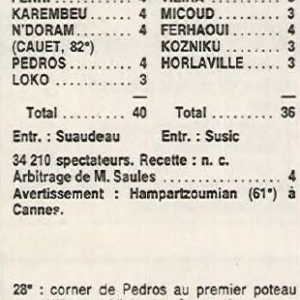 KAREMBEU ........ 4 MICOUD ........ 3
N'DORAM ......... 4 FERHAOUI ...... 4
(CAUET, 82°) KOZNIKU ....... 3
PEDROS .......... 4 HORLAVILLE ..... 3
LOKO ............ 3
Total ......... 40 Total ......... 36
Entr. : Suaudeau Entr. : Susic
34 210 spectateurs. Recette : n. c.
Arbitrage de M. Saules ............... 4
Avertissement : Hampartzoumian (61°) à
Cannes.
28° : corner de Pedros au premier poteau